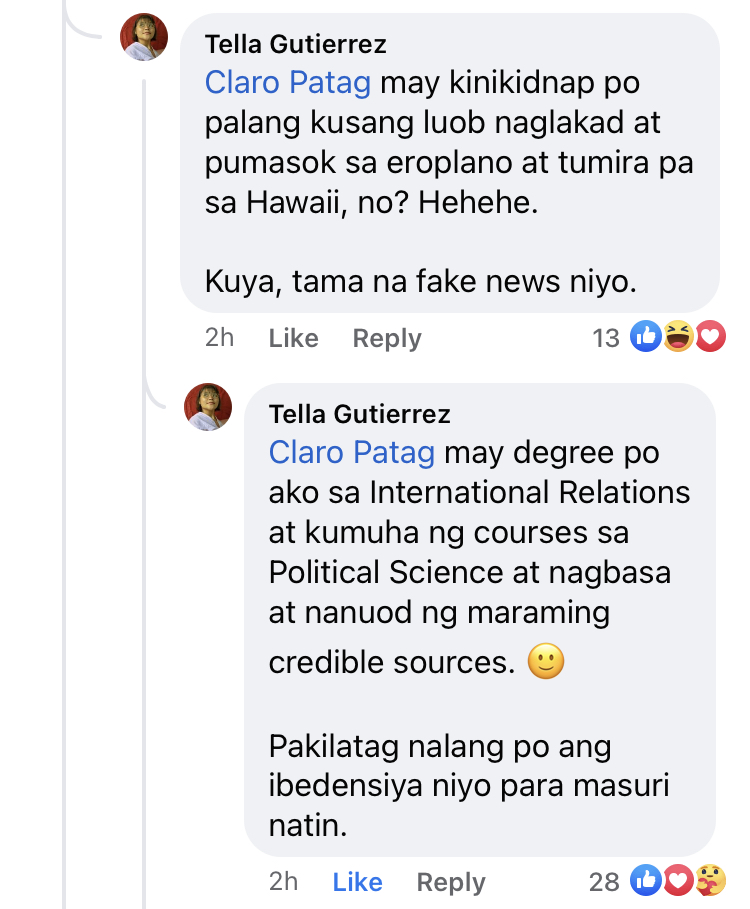 Tella Gutierrez
Claro Patag may kinikidnap po
palang kusang luob naglakad at
pumasok sa eroplano at tumira pa
sa Hawaii, no? Hehehe.
Kuya, tama na fake news niyo.
2h Like Reply 13
Tella Gutierrez
Claro Patag may degree po
ako sa International Relations
at kumuha ng courses sa
Political Science at nagbasa
at nanuod ng maraming
credible sources. 🙂
Pakilatag nalang po ang
ibedensiya niyo para masuri
natin.
2h Like Reply 28